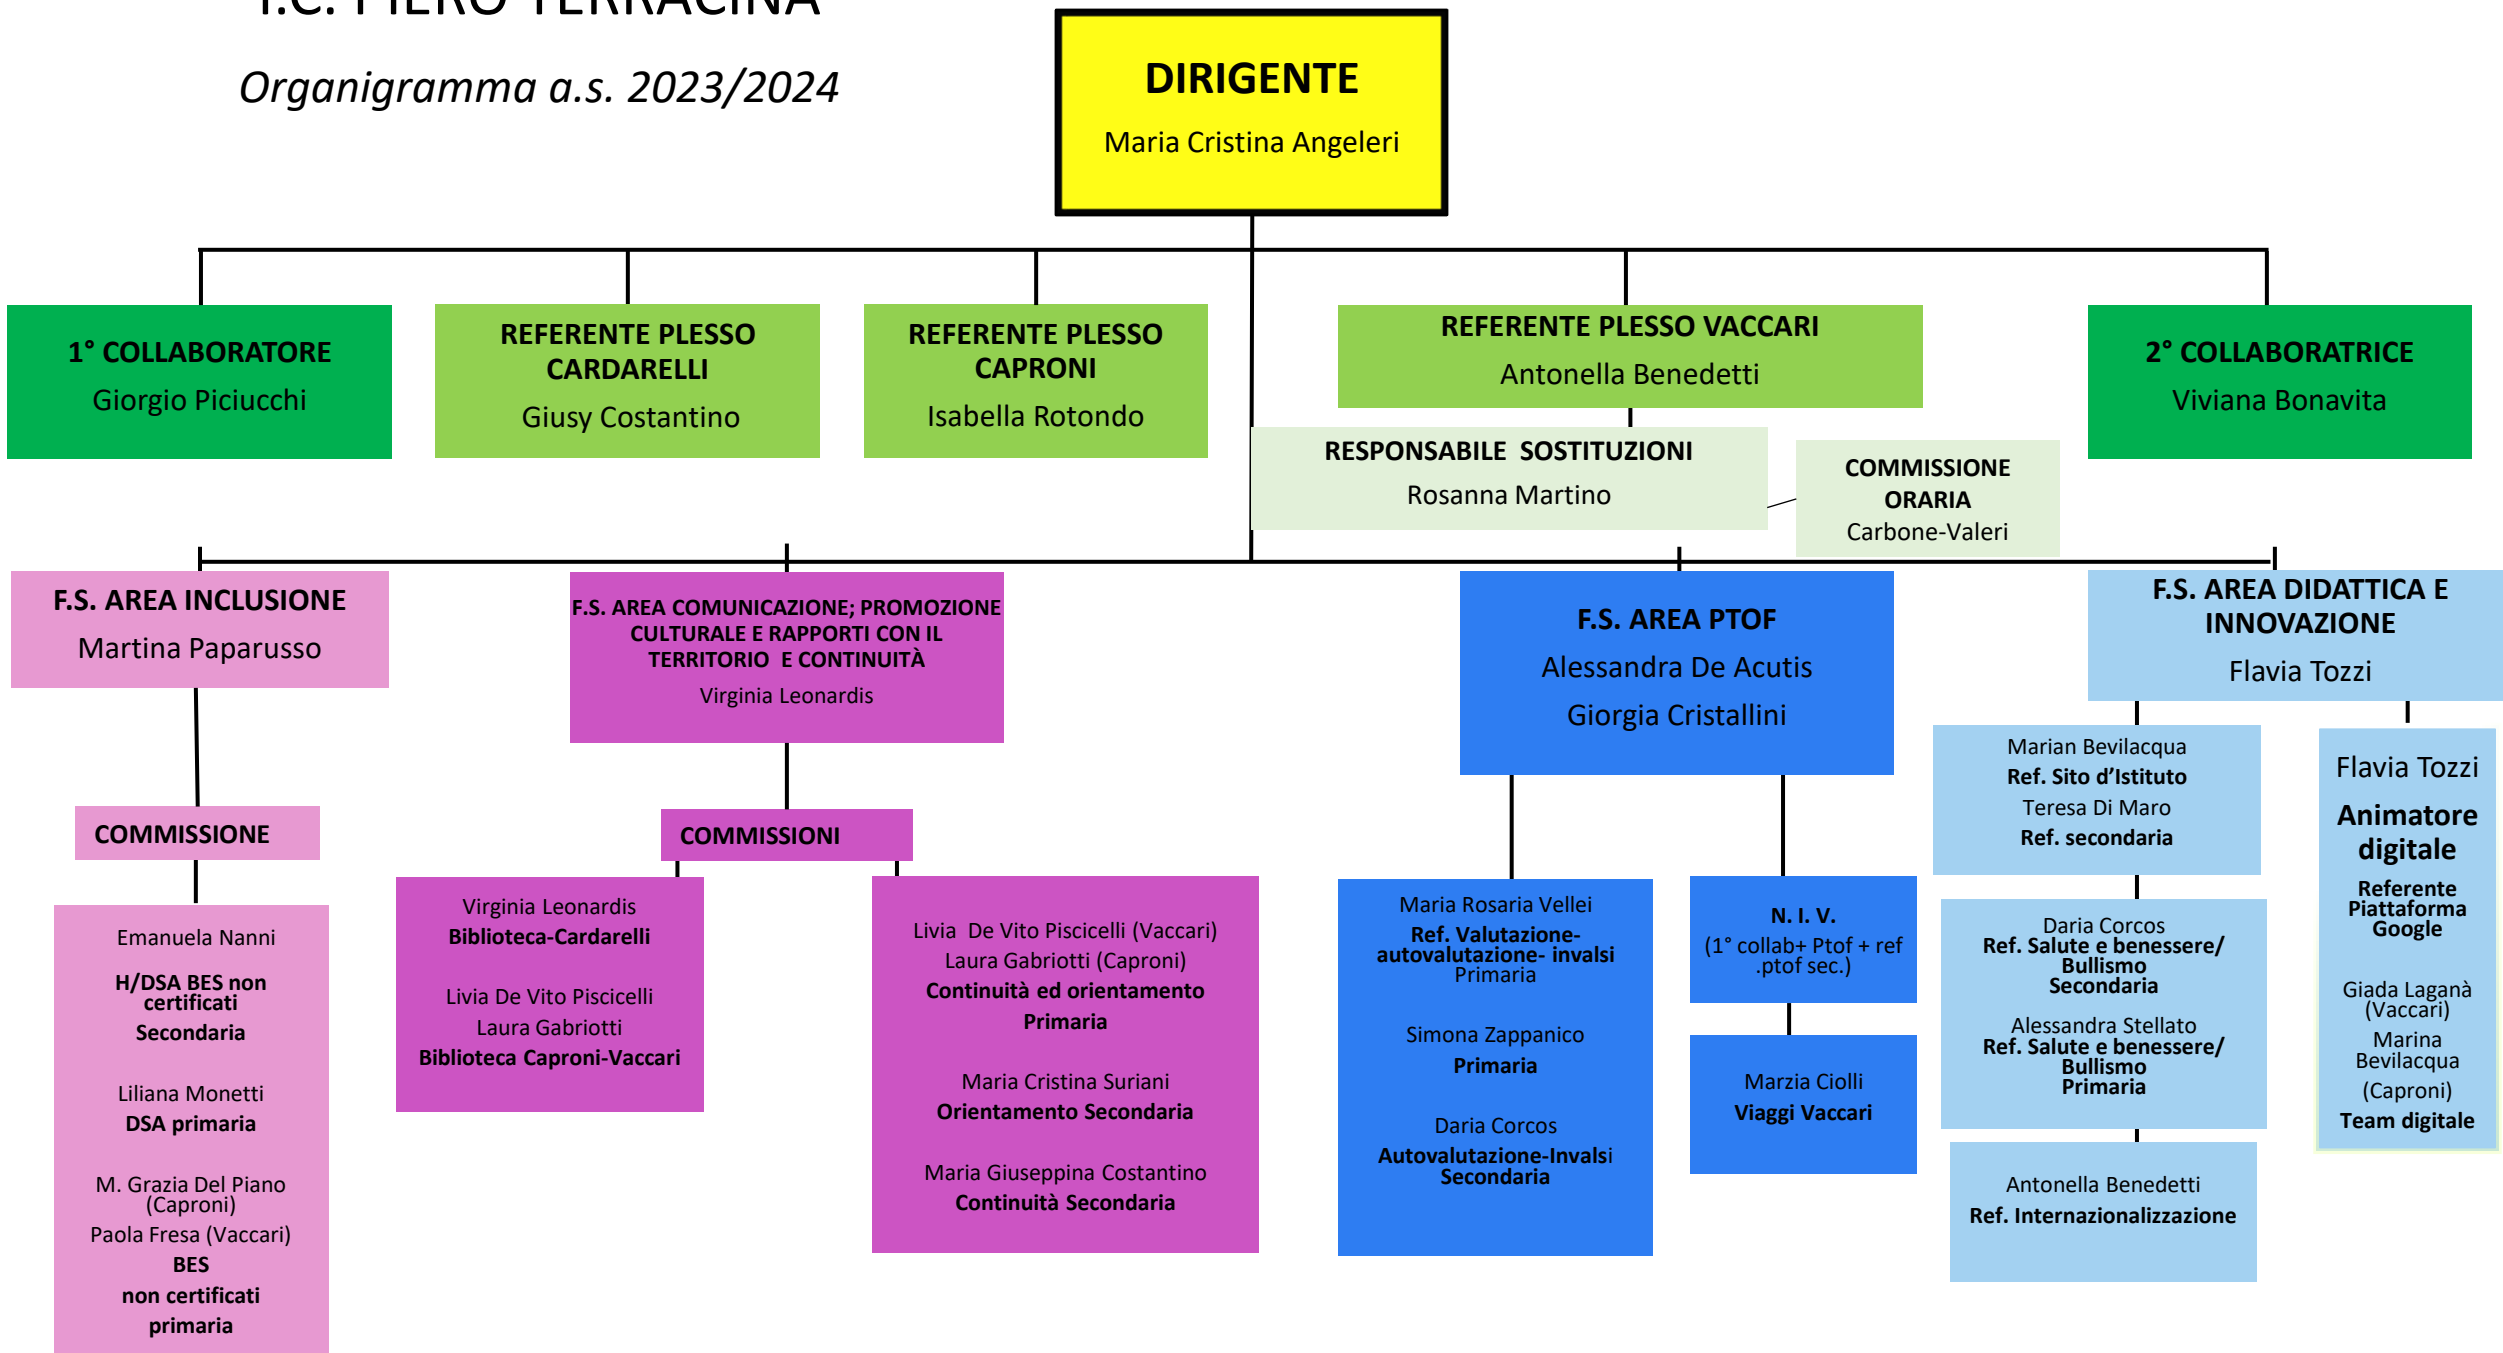 I.C. PIERO TERRACINA
Organigramma a.s. 2023/2024
DIRIGENTE
Maria Cristina Angeleri
1° COLLABORATORE
Giorgio Piciucchi
REFERENTE PLESSO
CARDARELLI
Giusy Costantino
REFERENTE PLESSO
CAPRONI
Isabella Rotondo
REFERENTE PLESSO VACCARI
Antonella Benedetti
2° COLLABORATRICE
Viviana Bonavita
RESPONSABILE SOSTITUZIONI
Rosanna Martino
COMMISSIONE
ORARIA
Carbone-Valeri
F.S. AREA INCLUSIONE
Martina Paparusso
F.S. AREA COMUNICAZIONE; PROMOZIONE
CULTURALE E RAPPORTI CON IL
TERRITORIO E CONTINUITÀ
Virginia Leonardis
F.S. AREA PTOF
Alessandra De Acutis
Giorgia Cristallini
F.S. AREA DIDATTICA E
INNOVAZIONE
Flavia Tozzi
COMMISSIONE
Emanuela Nanni
H/DSA BES non
certificati
Secondaria
Liliana Monetti
DSA primaria
M. Grazia Del Piano
(Caproni)
Paola Fresa (Vaccari)
BES
non certificati
primaria
COMMISSIONI
Virginia Leonardis
Biblioteca-Cardarelli
Livia De Vito Piscicelli
Laura Gabriotti
Biblioteca Caproni-Vaccari
Livia De Vito Piscicelli (Vaccari)
Laura Gabriotti (Caproni)
Continuità ed orientamento
Primaria
Maria Cristina Suriani
Orientamento Secondaria
Maria Giuseppina Costantino
Continuità Secondaria
Maria Rosaria Vellei
Ref. Valutazione-
autovalutazione- invalsi
Primaria
Simona Zappanico
Primaria
Daria Corcos
Autovalutazione-Invalsi
Secondaria
N. I. V.
(1° collab+ Ptof + ref
.ptof sec.)
Marzia Ciolli
Viaggi Vaccari
Marian Bevilacqua
Ref. Sito d'Istituto
Teresa Di Maro
Ref. secondaria
Daria Corcos
Ref. Salute e benessere/
Bullismo
Secondaria
Alessandra Stellato
Ref. Salute e benessere/
Bullismo
Primaria
Antonella Benedetti
Ref. Internazionalizzazione
Flavia Tozzi
Animatore
digitale
Referente
Piattaforma
Google
Giada Laganà
(Vaccari)
Marina
Bevilacqua
(Caproni)
Team digitale